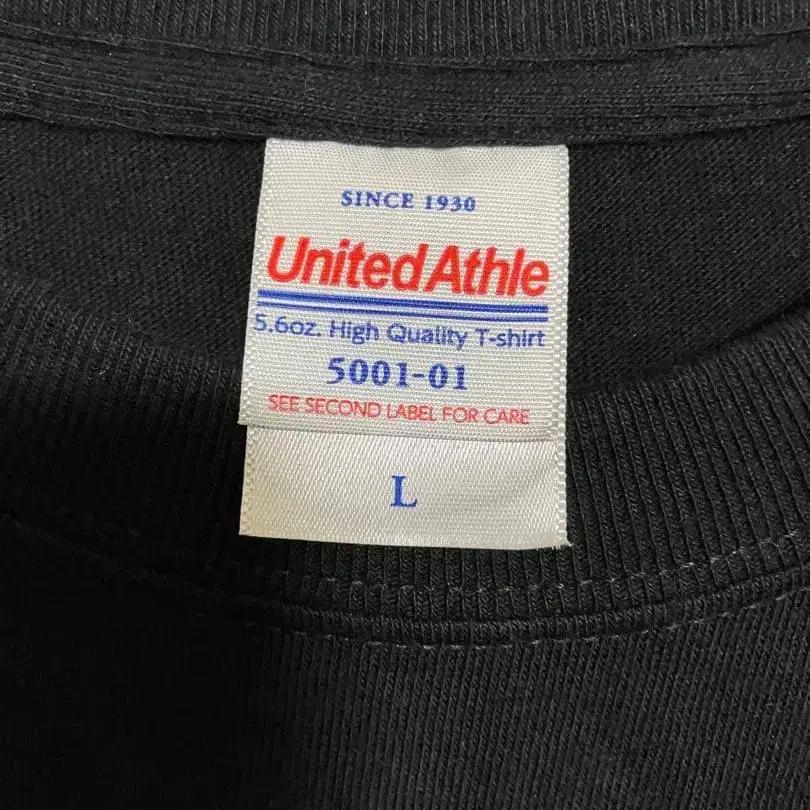 SINCE 1930
United Athle
5.6oz. High Quality T-shirt
5001-01
SEE SECOND LABEL FOR CARE
L